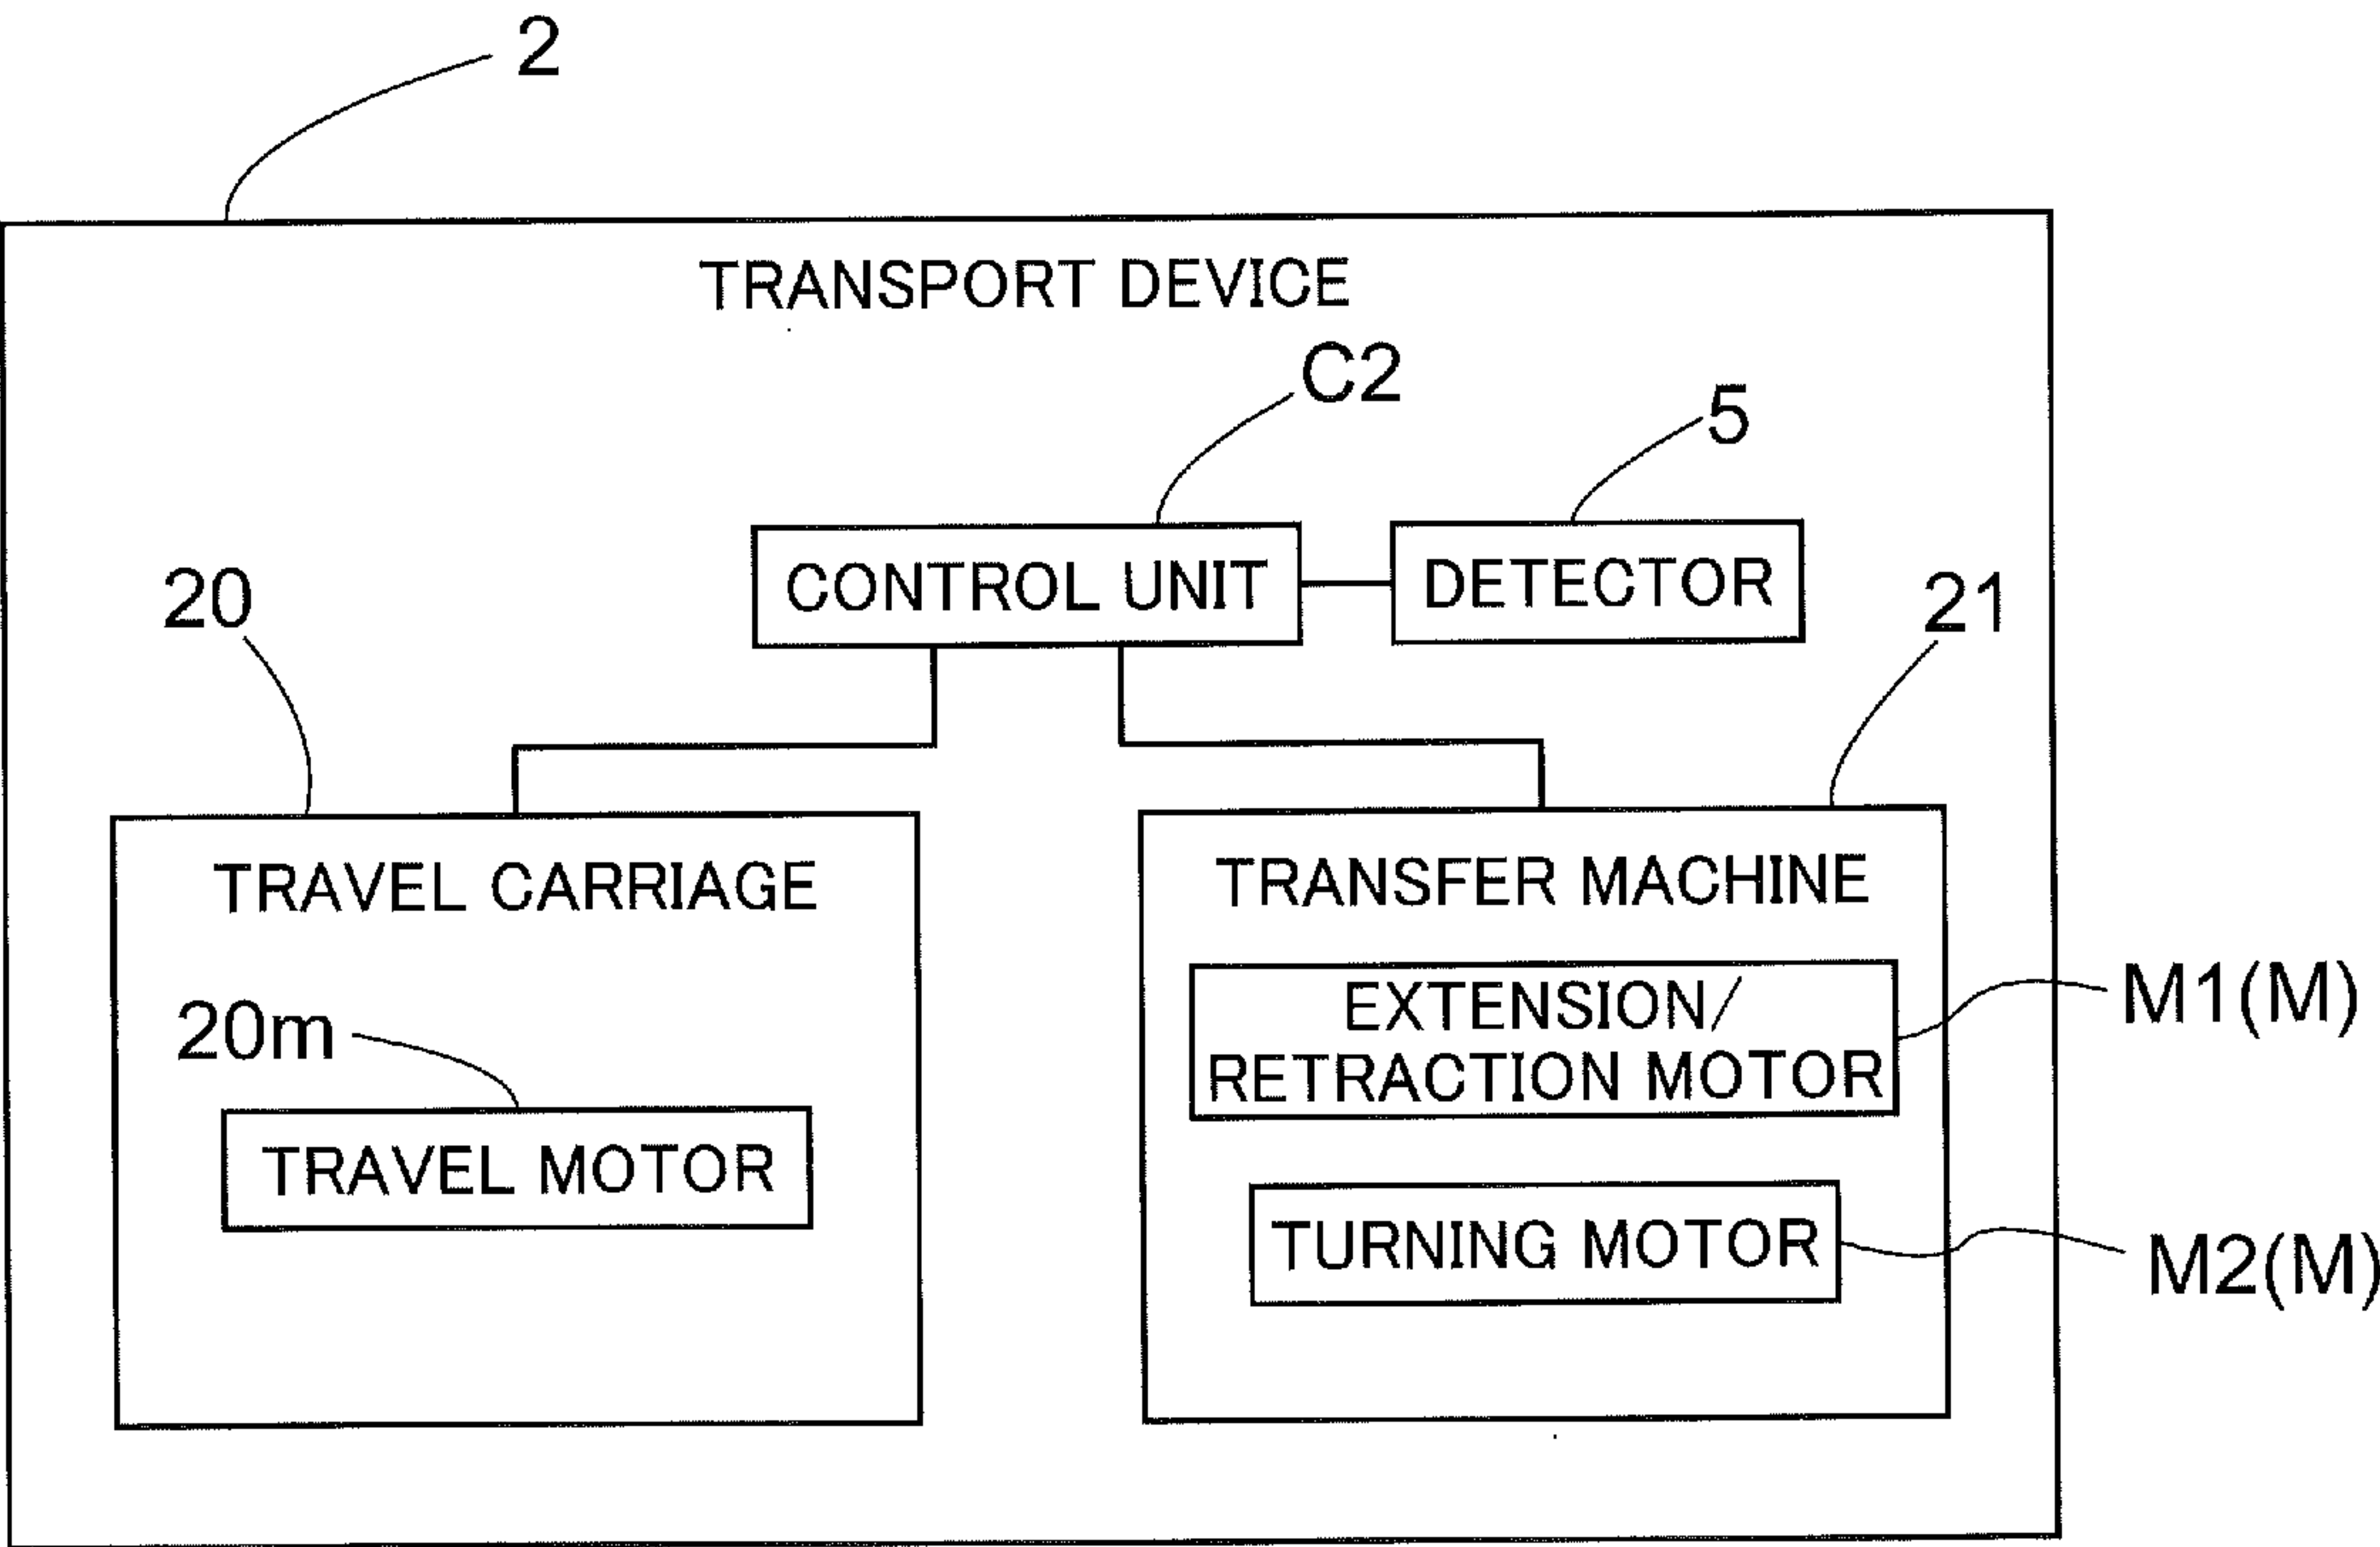 2
TRANSPORT DEVICE
C2
5
CONTROL UNIT
DETECTOR
20
21
TRAVEL CARRIAGE
20m
TRAVEL MOTOR
TRANSFER MACHINE
EXTENSION/
RETRACTION MOTOR
M1(M)
TURNING MOTOR
M2(M)